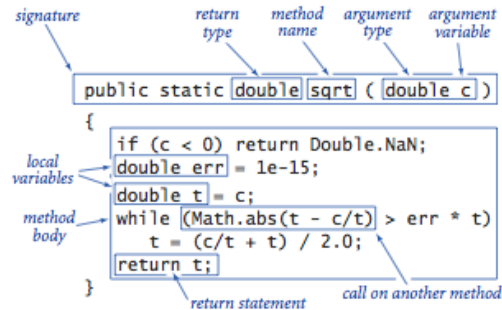 signature
return type
method name
argument type
argument variable
public static double sqrt ( double c )
{
if (c < 0) return Double.NaN;
local variables
double err = 1e-15;
double t = c;
method body
while (Math.abs(t - c/t) > err * t)
t = (c/t + t) / 2.0;
return t;
}
return statement
call on another method